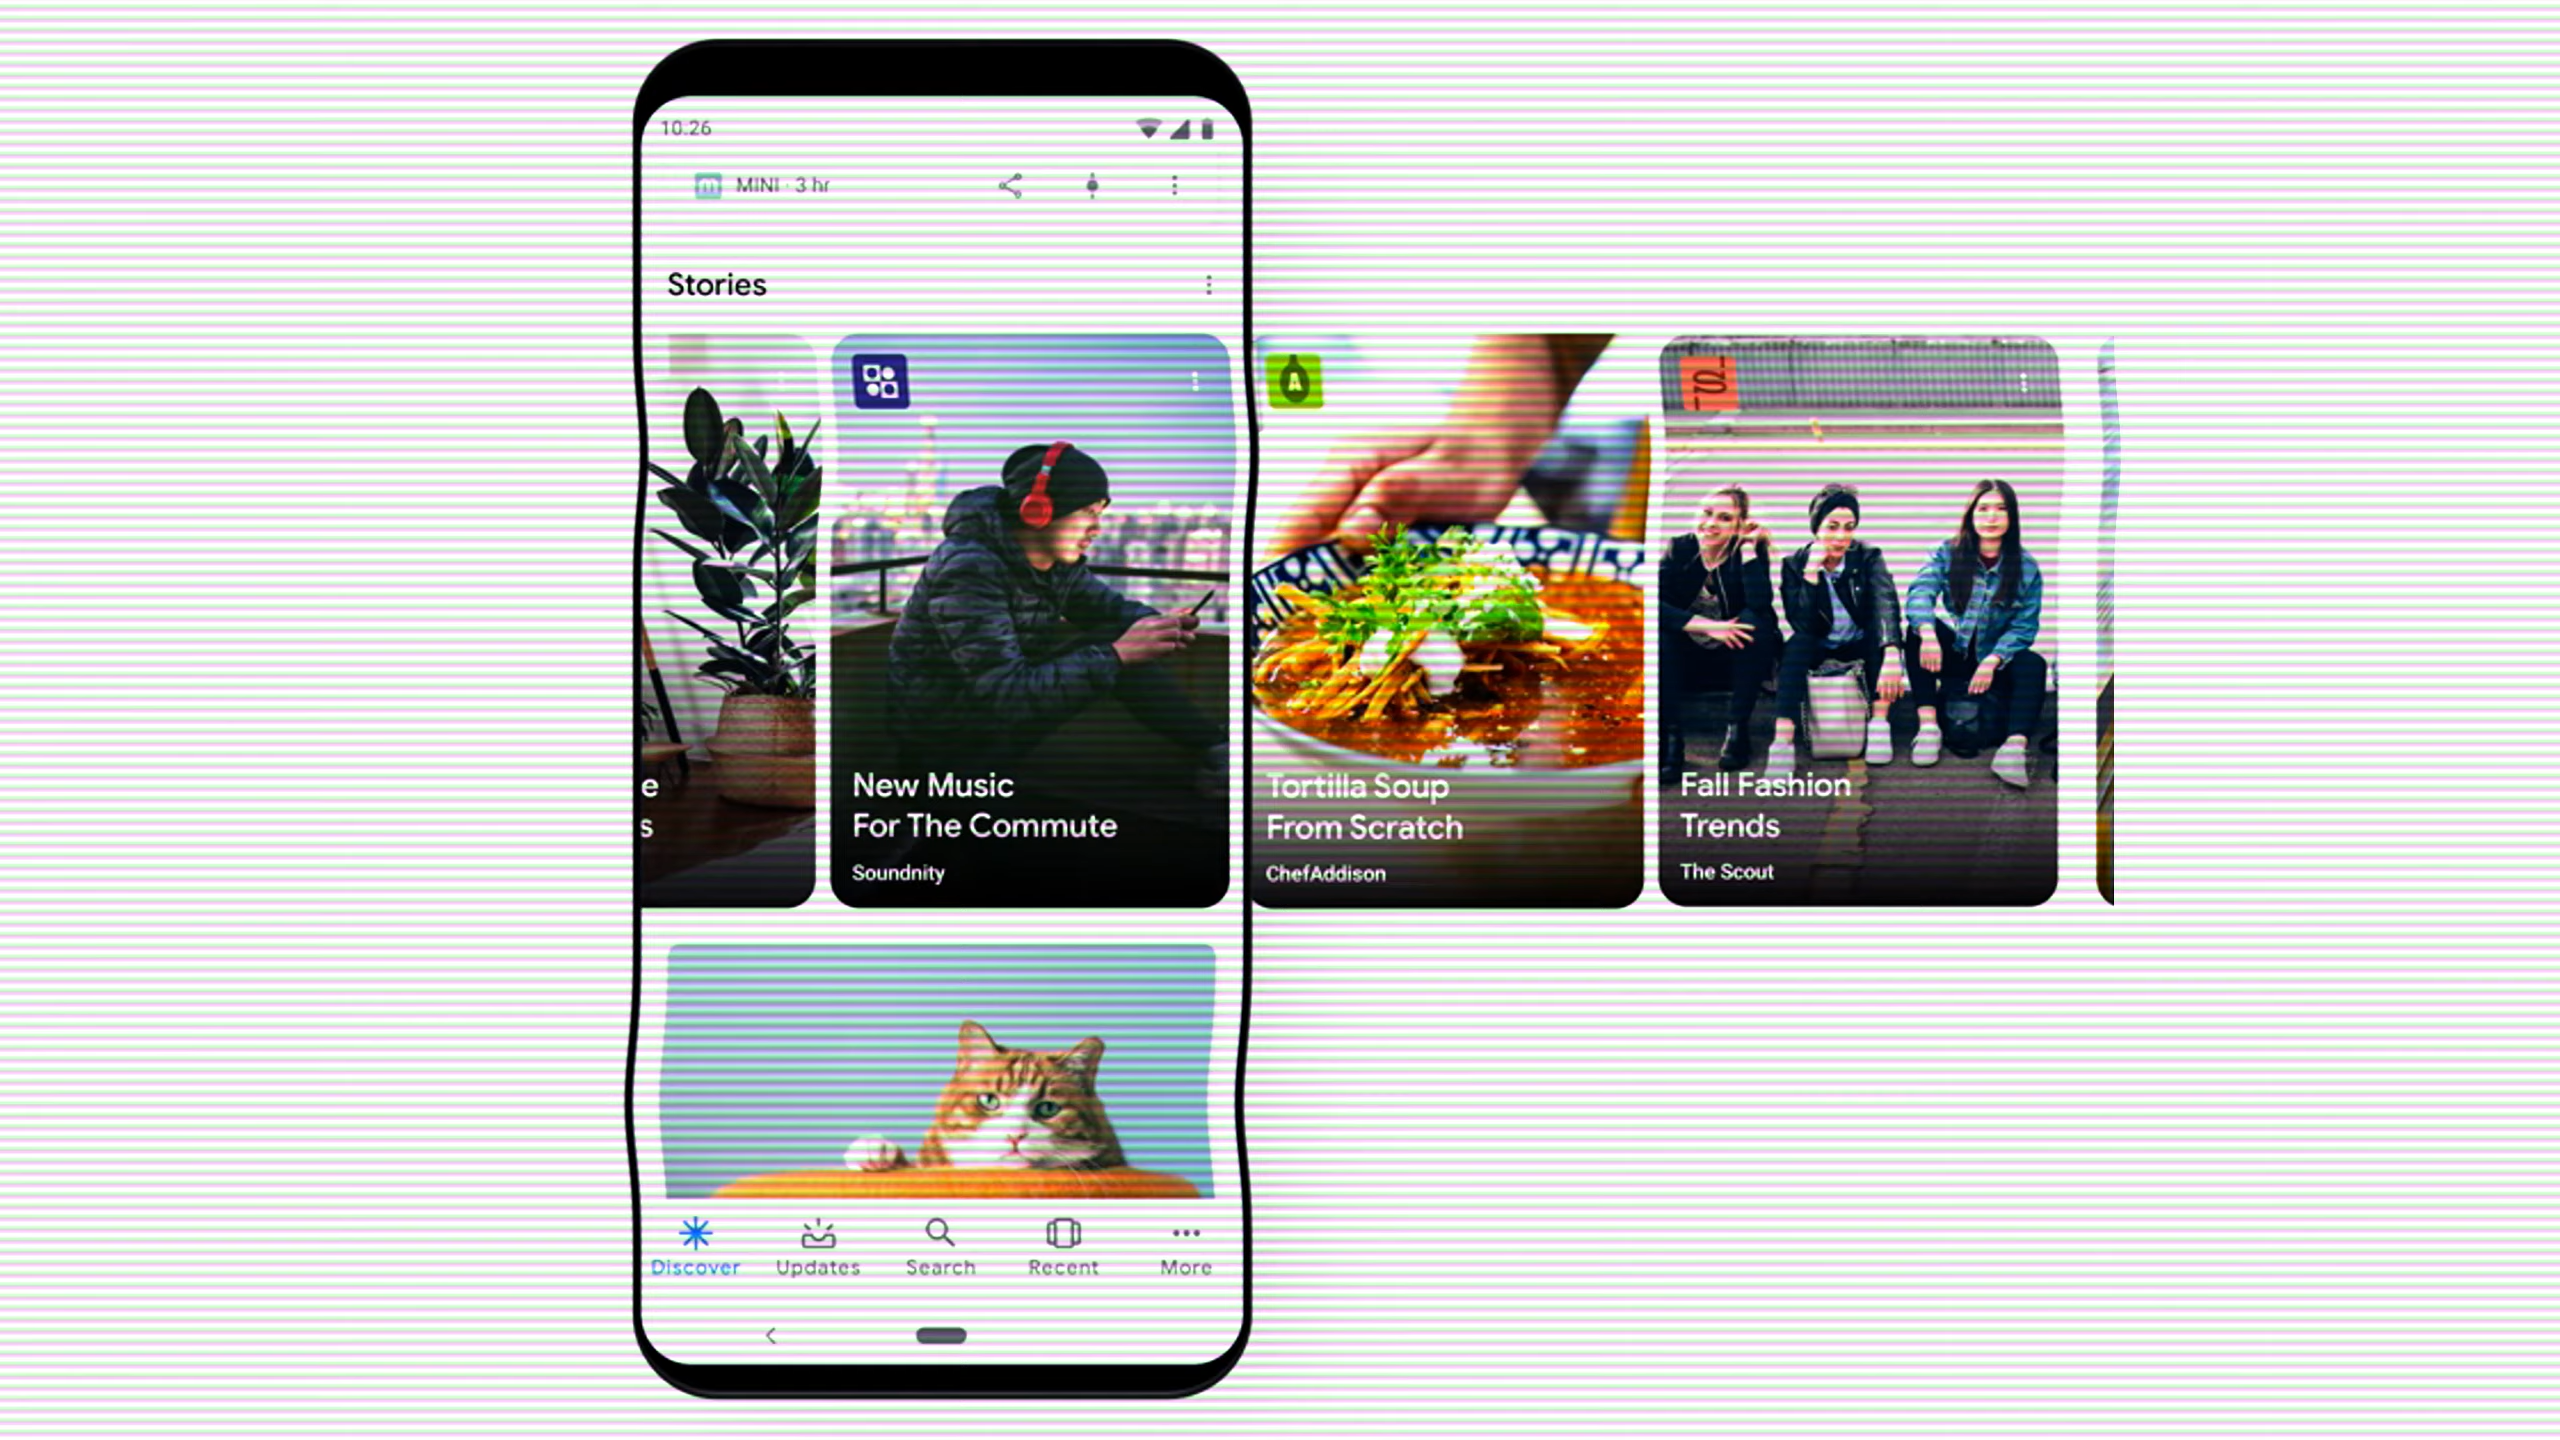 10.26
MINI · 3 hr
Stories
e
s
New Music
For The Commute
Soundnity
A
Tortilla Soup
From Scratch
ChefAddison
702
Fall Fashion
Trends
The Scout
Discover
Updates
Search
Recent
More